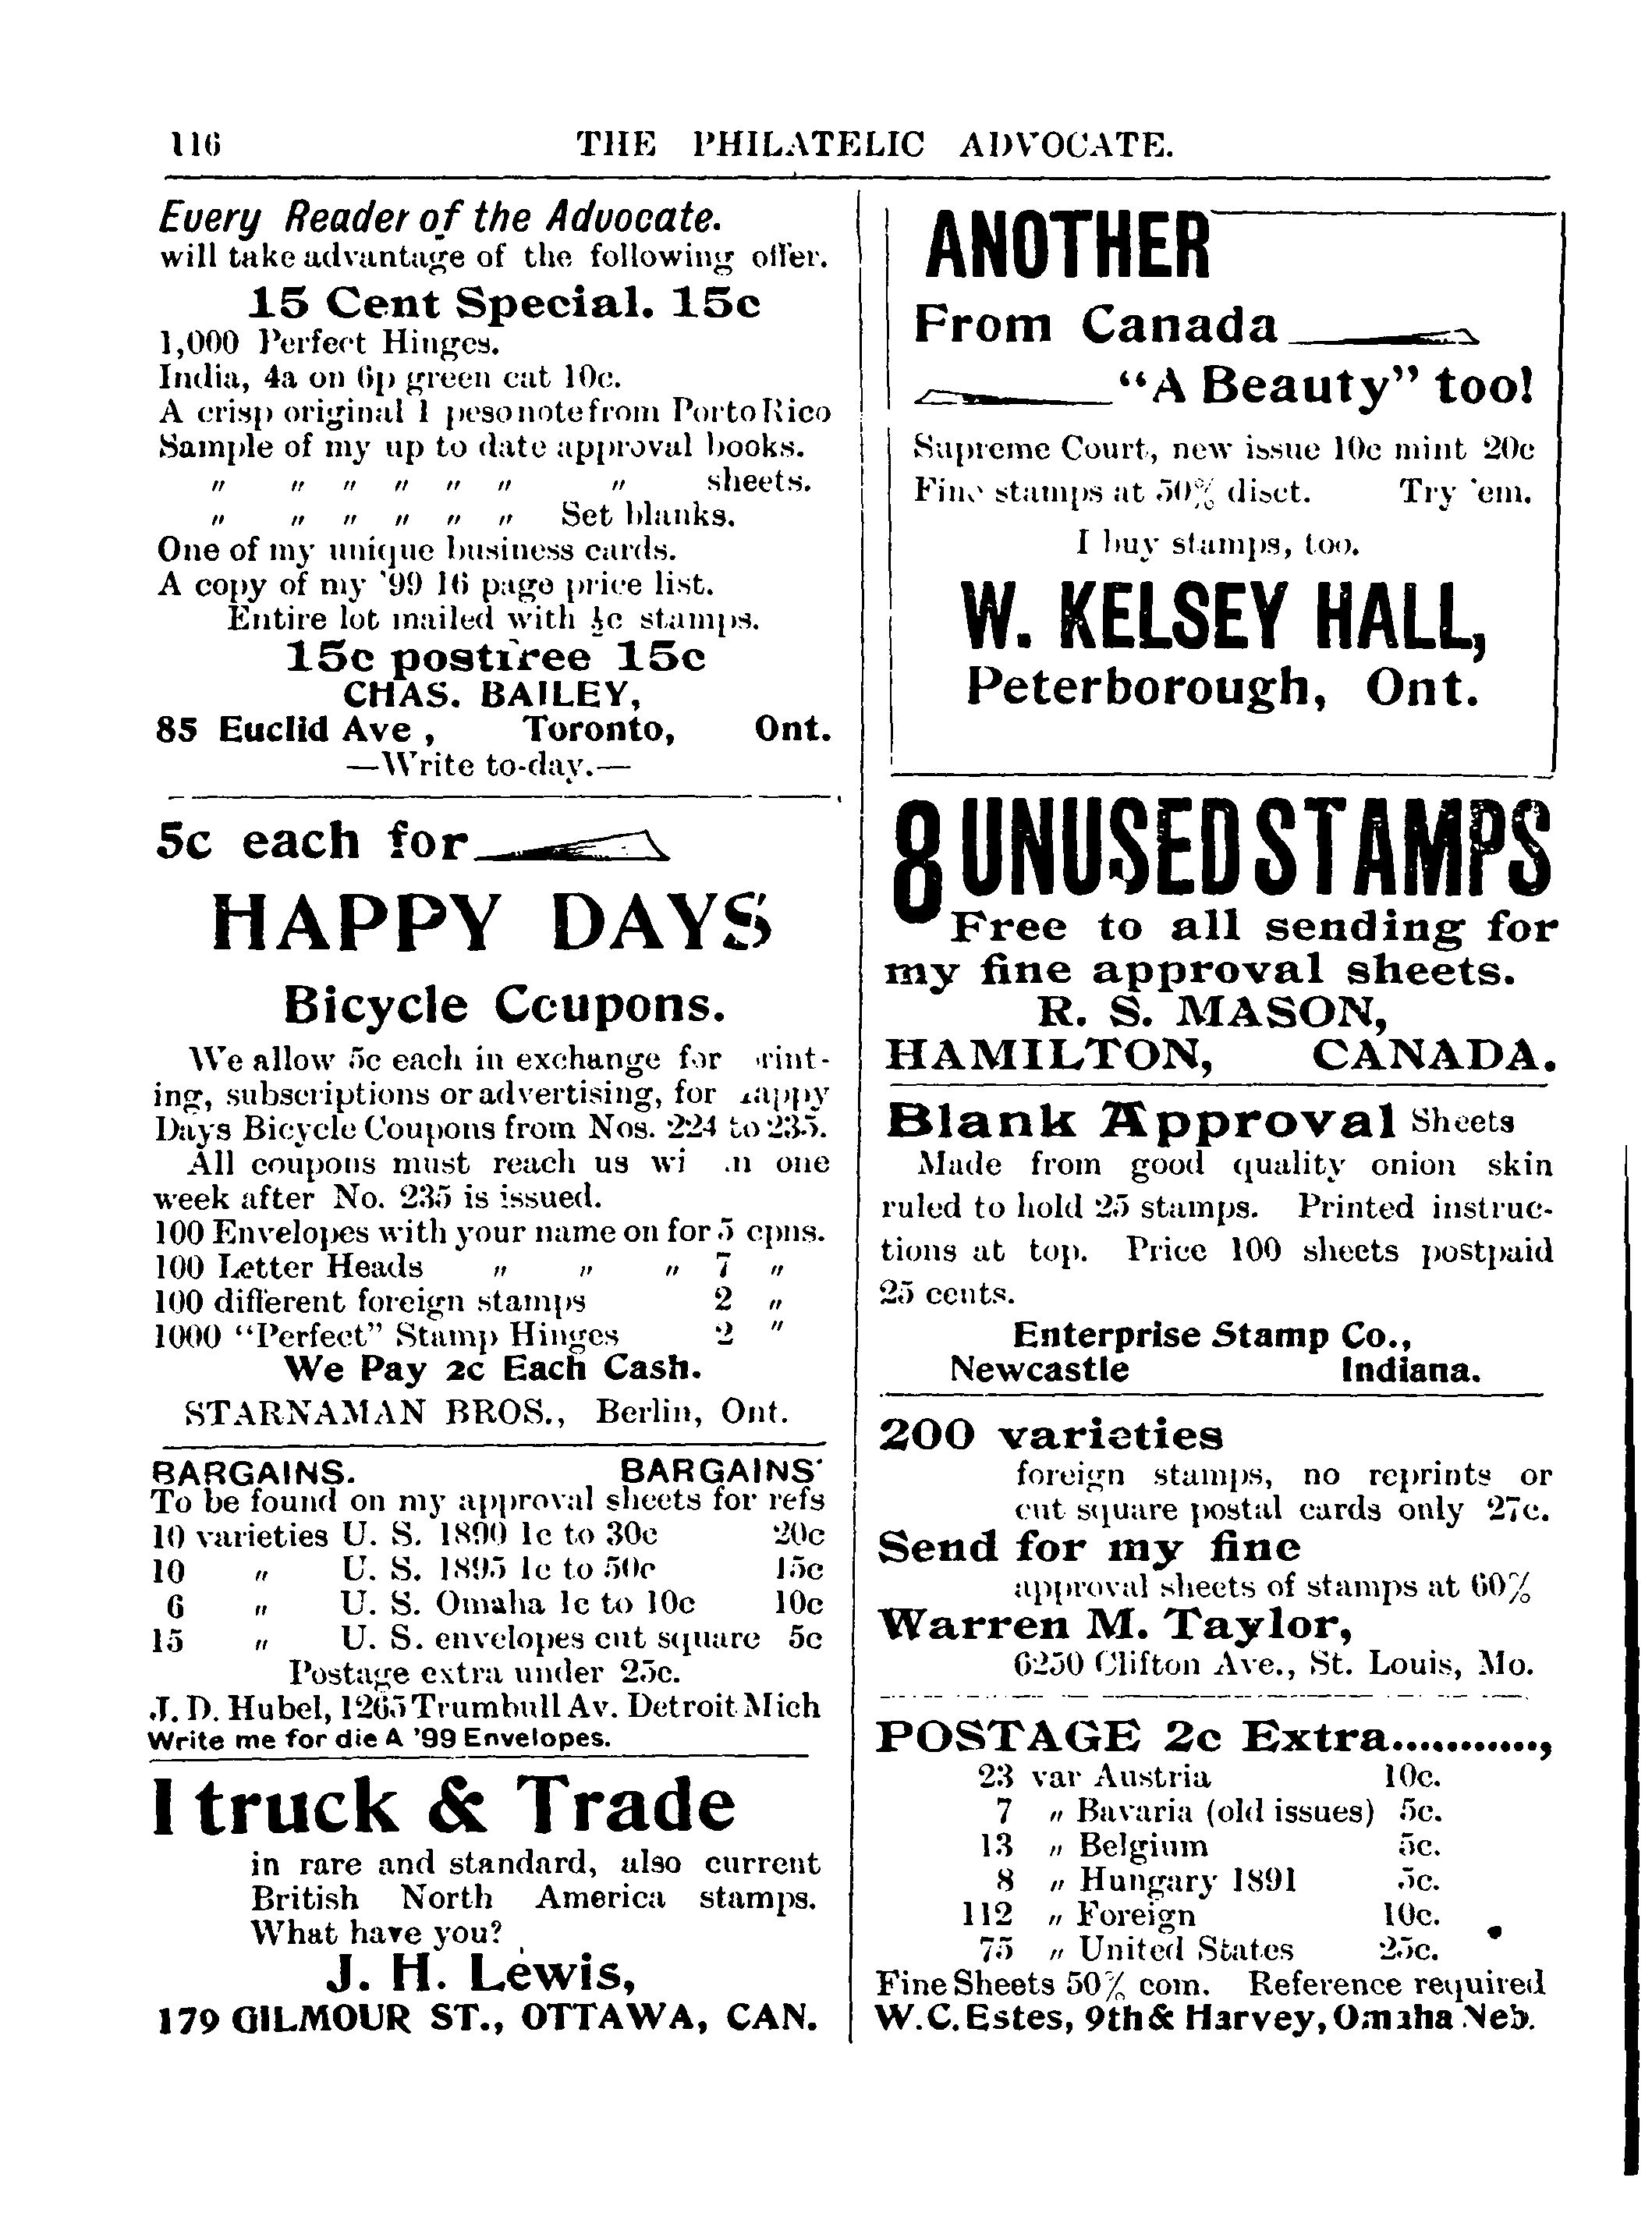 116 THE PHILATELIC ADVOCATE.
Every Reader of the Advocate.
will take advantage of the following offer.
15 Cent Special. 15c
1,000 Perfect Hinges.
India, 4a on 6p green cat 10c.
A crisp original 1 peso note from Porto Rico
Sample of my up to date approval books.
" " " " " " " sheets.
" " " " " " Set blanks.
One of my unique business cards.
A copy of my '99 16 page price list.
Entire lot mailed with ½c stamps.
15c postfree 15c
CHAS. BAILEY,
85 Euclid Ave , Toronto, Ont.
—Write to-day.—
5c each for
HAPPY DAYS
Bicycle Coupons.
We allow 5c each in exchange for rint-
ing, subscriptions or advertising, for appy
Days Bicycle Coupons from Nos. 224 to 235.
All coupons must reach us wi n one
week after No. 235 is issued.
100 Envelopes with your name on for 5 cpns.
100 Letter Heads " " " 7 "
100 different foreign stamps 2 "
1000 "Perfect" Stamp Hinges 2 "
We Pay 2c Each Cash.
STARNAMAN BROS., Berlin, Ont.
BARGAINS. BARGAINS'
To be found on my approval sheets for refs
10 varieties U. S. 1890 1c to 30c 20c
10 " U. S. 1895 1c to 50c 15c
6 " U. S. Omaha 1c to 10c 10c
15 " U. S. envelopes cut square 5c
Postage extra under 25c.
J. D. Hubel, 1265 Trumbull Av. Detroit Mich
Write me for die A '99 Envelopes.
I truck & Trade
in rare and standard, also current
British North America stamps.
What have you?
J. H. Lewis,
179 GILMOUR ST., OTTAWA, CAN.
ANOTHER
From Canada
"A Beauty" too!
Supreme Court, new issue 10c mint 20c
Fine stamps at 50% disct. Try 'em.
I buy stamps, too.
W. KELSEY HALL,
Peterborough, Ont.
8 UNUSED STAMPS
Free to all sending for
my fine approval sheets.
R. S. MASON,
HAMILTON, CANADA.
Blank Approval Sheets
Made from good quality onion skin
ruled to hold 25 stamps. Printed instruc-
tions at top. Price 100 sheets postpaid
25 cents.
Enterprise Stamp Co.,
Newcastle Indiana.
200 varieties
foreign stamps, no reprints or
cut square postal cards only 27c.
Send for my fine
approval sheets of stamps at 60%
Warren M. Taylor,
6250 Clifton Ave., St. Louis, Mo.
POSTAGE 2c Extra............,
23 var Austria 10c.
7 " Bavaria (old issues) 5c.
13 " Belgium 5c.
8 " Hungary 1891 5c.
112 " Foreign 10c.
75 " United States 25c.
Fine Sheets 50% com. Reference required
W. C. Estes, 9th & Harvey, Omaha Neb.